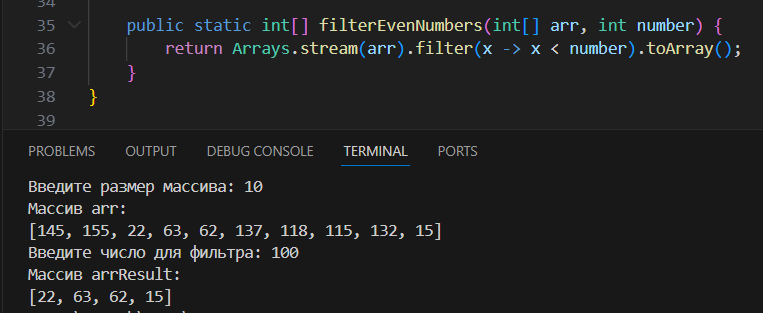 34
35 public static int[] filterEvenNumbers(int[] arr, int number) {
36 return Arrays.stream(arr).filter(x -> x < number).toArray();
37 }
38 }
39
PROBLEMS OUTPUT DEBUG CONSOLE TERMINAL PORTS
Введите размер массива: 10
Массив arr:
[145, 155, 22, 63, 62, 137, 118, 115, 132, 15]
Введите число для фильтра: 100
Массив arrResult:
[22, 63, 62, 15]